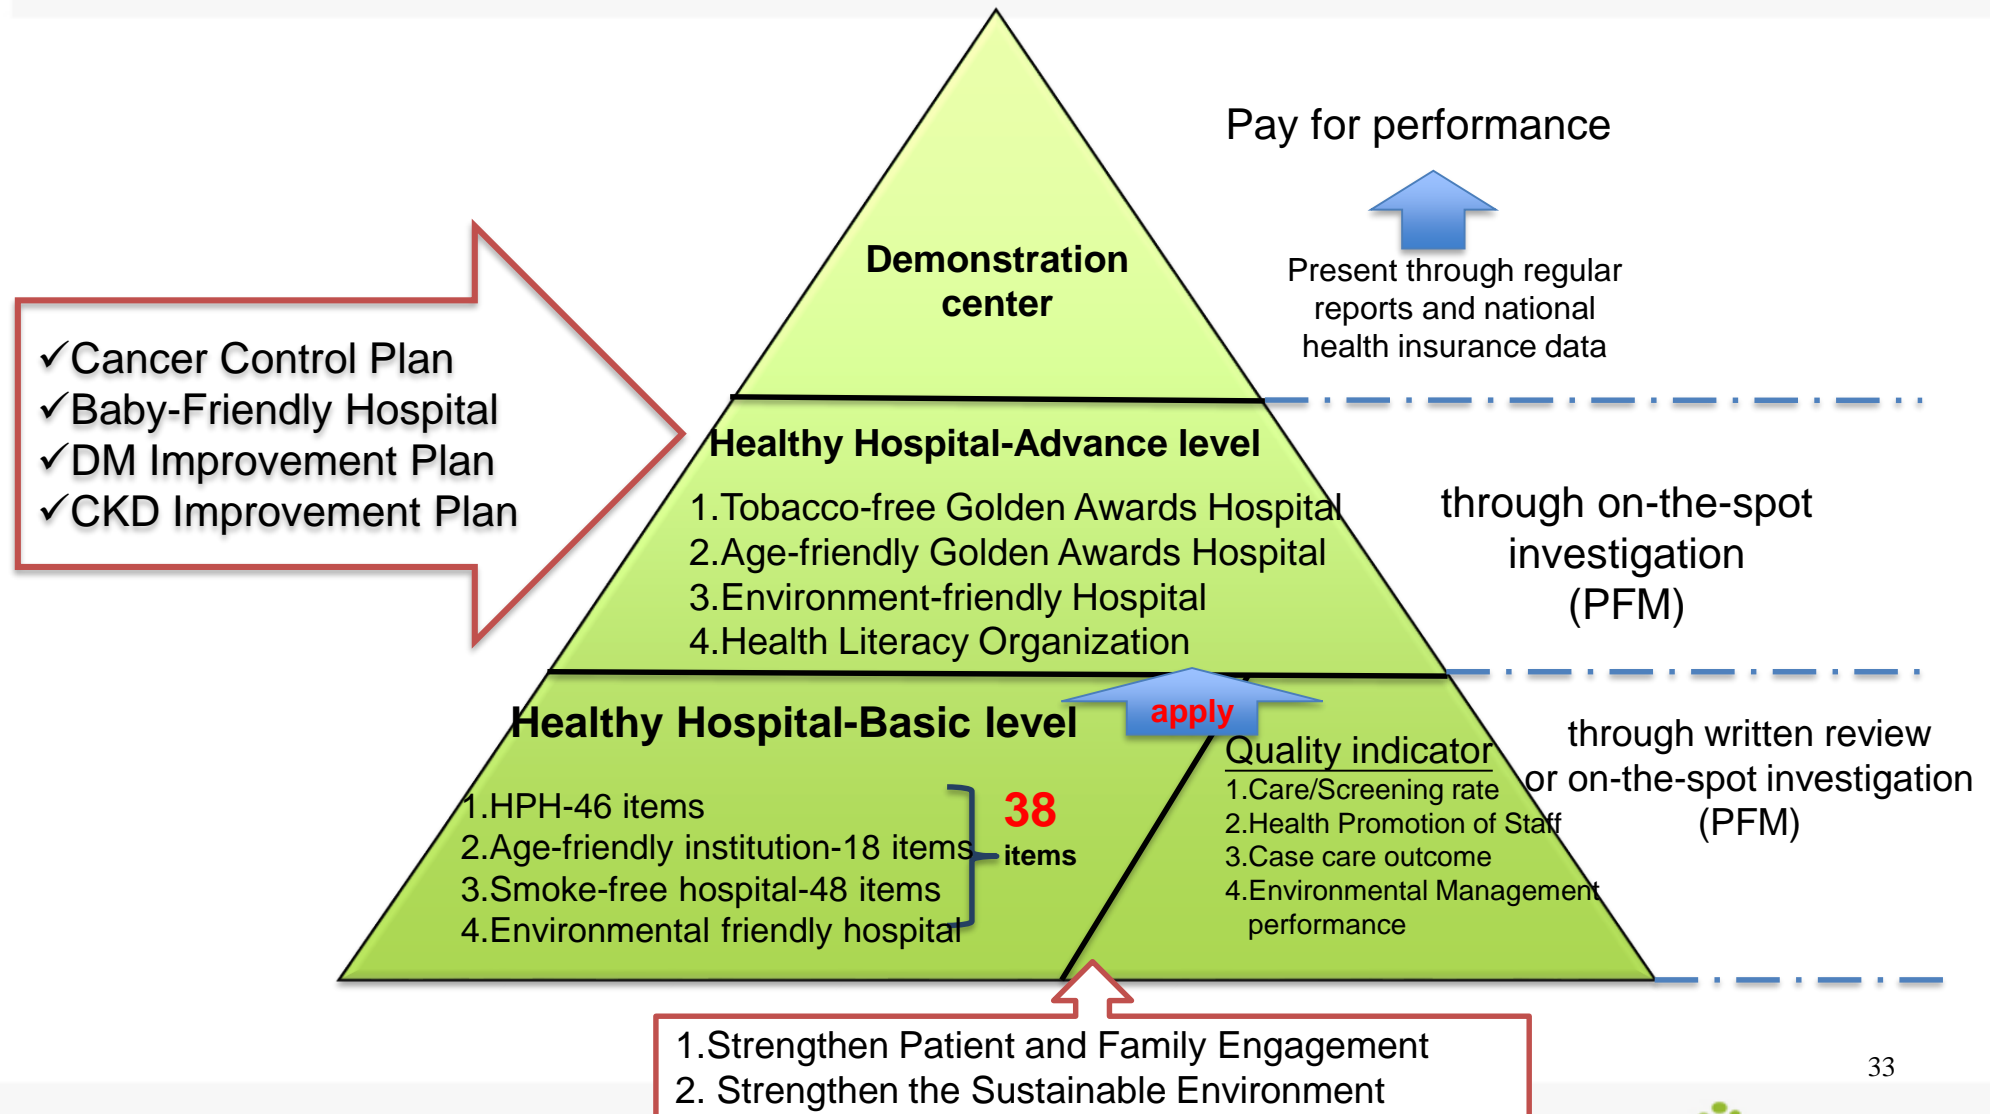 Pay for performance
Present through regular
reports and national
health insurance data
Demonstration
center
✓Cancer Control Plan
✓Baby-Friendly Hospital
✓DM Improvement Plan
✓CKD Improvement Plan
Healthy Hospital-Advance level
1.Tobacco-free Golden Awards Hospital
2.Age-friendly Golden Awards Hospital
3.Environment-friendly Hospital
4.Health Literacy Organization
through on-the-spot
investigation
(PFM)
apply
Healthy Hospital-Basic level
1.HPH-46 items
2.Age-friendly institution-18 items
3.Smoke-free hospital-48 items
4.Environmental friendly hospital
38
items
Quality indicator
1.Care/Screening rate
2.Health Promotion of Staff
3.Case care outcome
4.Environmental Management
performance
through written review
or on-the-spot investigation
(PFM)
1.Strengthen Patient and Family Engagement
2. Strengthen the Sustainable Environment
33